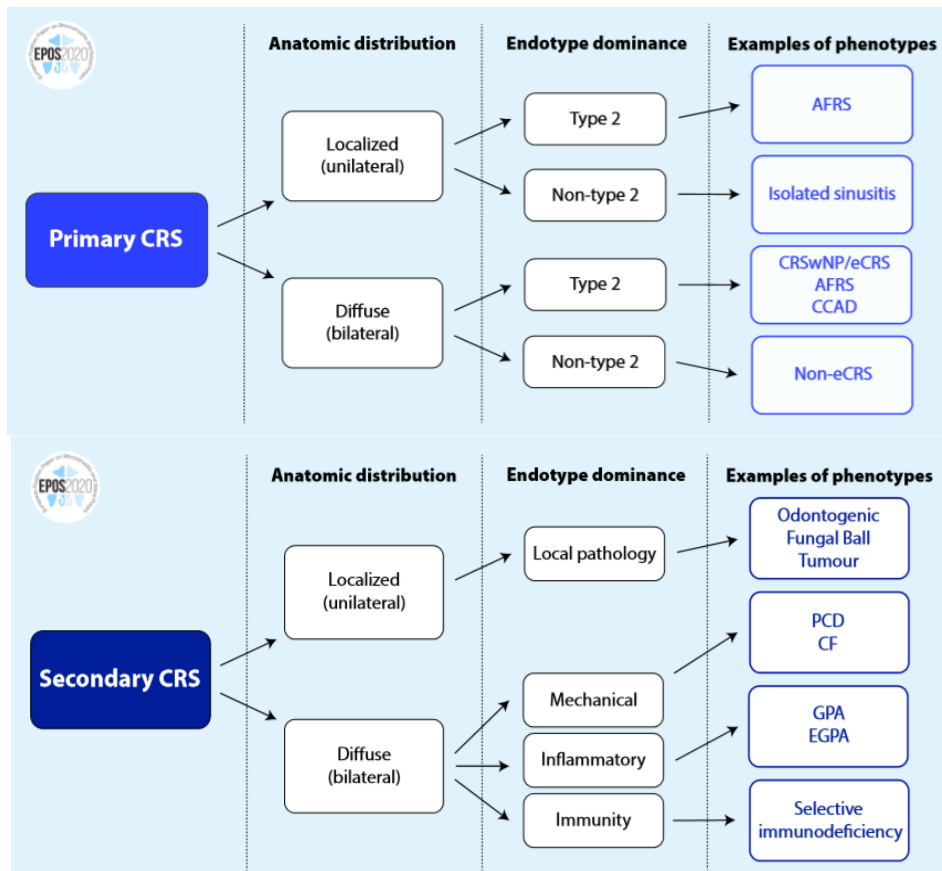 EPOS2020
Anatomic distribution
Endotype dominance
Examples of phenotypes
Primary CRS
Localized
(unilateral)
Diffuse
(bilateral)
Type 2
Non-type 2
Type 2
Non-type 2
AFRS
Isolated sinusitis
CRSwNP/eCRS
AFRS
CCAD
Non-eCRS
EPOS2020
Anatomic distribution
Endotype dominance
Examples of phenotypes
Secondary CRS
Localized
(unilateral)
Diffuse
(bilateral)
Local pathology
Mechanical
Inflammatory
Immunity
Odontogenic
Fungal Ball
Tumour
PCD
CF
GPA
EGPA
Selective
immunodeficiency